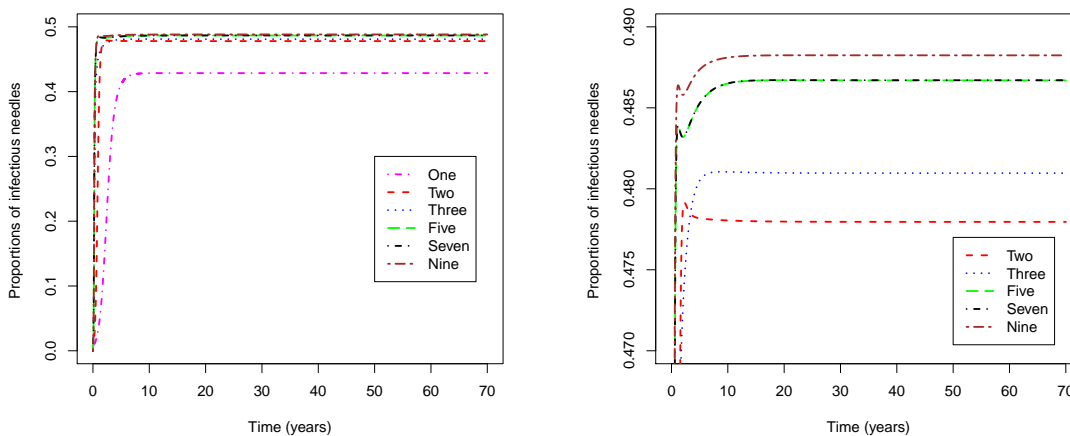 Proportions of infectious needles
0.5
0.4
0.3
0.2
0.1
0.0
One
Two
Three
Five
Seven
Nine
0 10 20 30 40 50 60 70
Time (years)
Proportions of infectious needles
0.490
0.485
0.480
0.475
0.470
Two
Three
Five
Seven
Nine
0 10 20 30 40 50 60 70
Time (years)